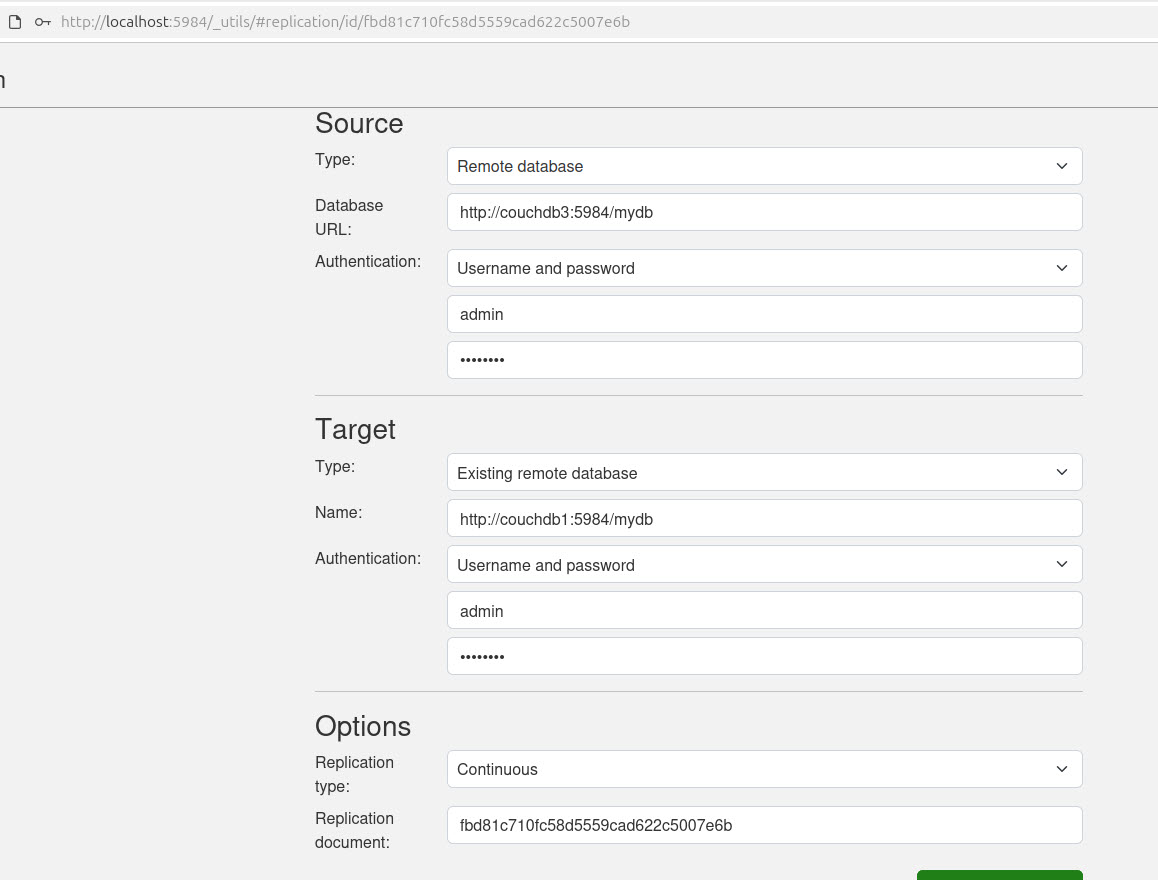 http://localhost:5984/_utils/#replication/id/fbd81c710fc58d5559cad622c5007e6b
n
Source
Type:
Remote database
Database
URL:
http://couchdb3:5984/mydb
Authentication:
Username and password
admin
••••••••
Target
Type:
Existing remote database
Name:
http://couchdb1:5984/mydb
Authentication:
Username and password
admin
••••••••
Options
Replication
type:
Continuous
Replication
document:
fbd81c710fc58d5559cad622c5007e6b